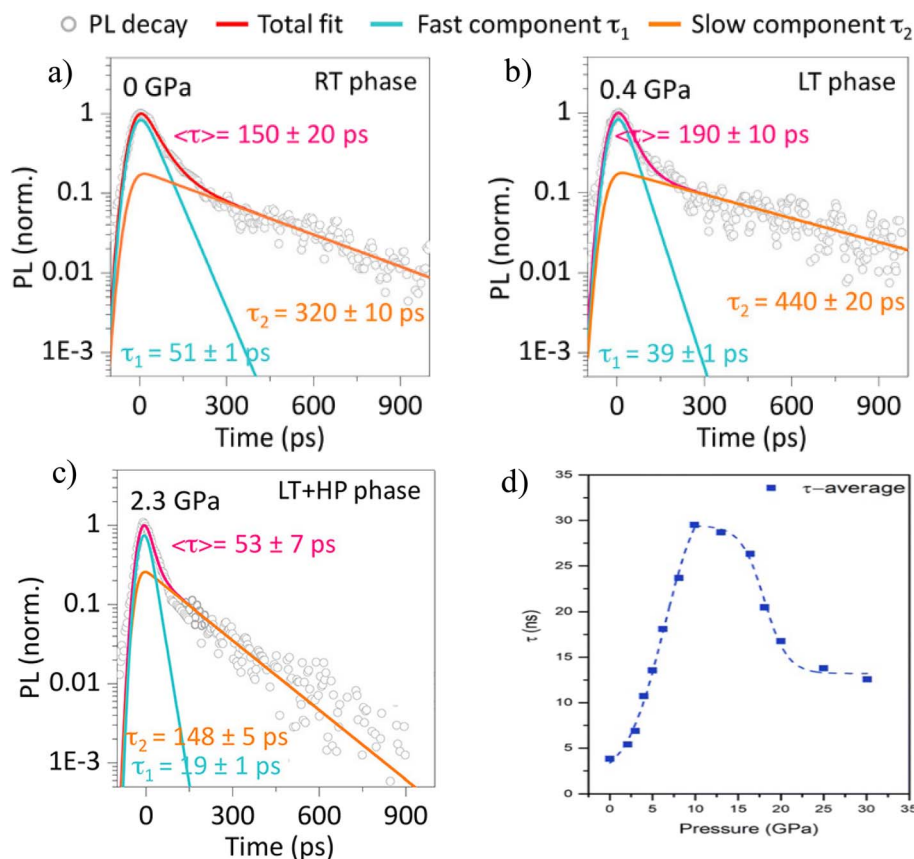 PL decay Total fit Fast component τ₁ Slow component τ₂
a)
0 GPa
RT phase
<τ>= 150 ± 20 ps
τ₂ = 320 ± 10 ps
τ₁ = 51 ± 1 ps
PL (norm.)
1
0.1
0.01
1E-3
0 300 600 900
Time (ps)
b)
0.4 GPa
LT phase
<τ>= 190 ± 10 ps
τ₂ = 440 ± 20 ps
τ₁ = 39 ± 1 ps
PL (norm.)
1
0.1
0.01
1E-3
0 300 600 900
Time (ps)
c)
2.3 GPa
LT+HP phase
<τ>= 53 ± 7 ps
τ₂ = 148 ± 5 ps
τ₁ = 19 ± 1 ps
PL (norm.)
1
0.1
0.01
1E-3
0 300 600 900
Time (ps)
d)
τ–average
τ (ns)
35
30
25
20
15
10
5
0
0 5 10 15 20 25 30 35
Pressure (GPa)